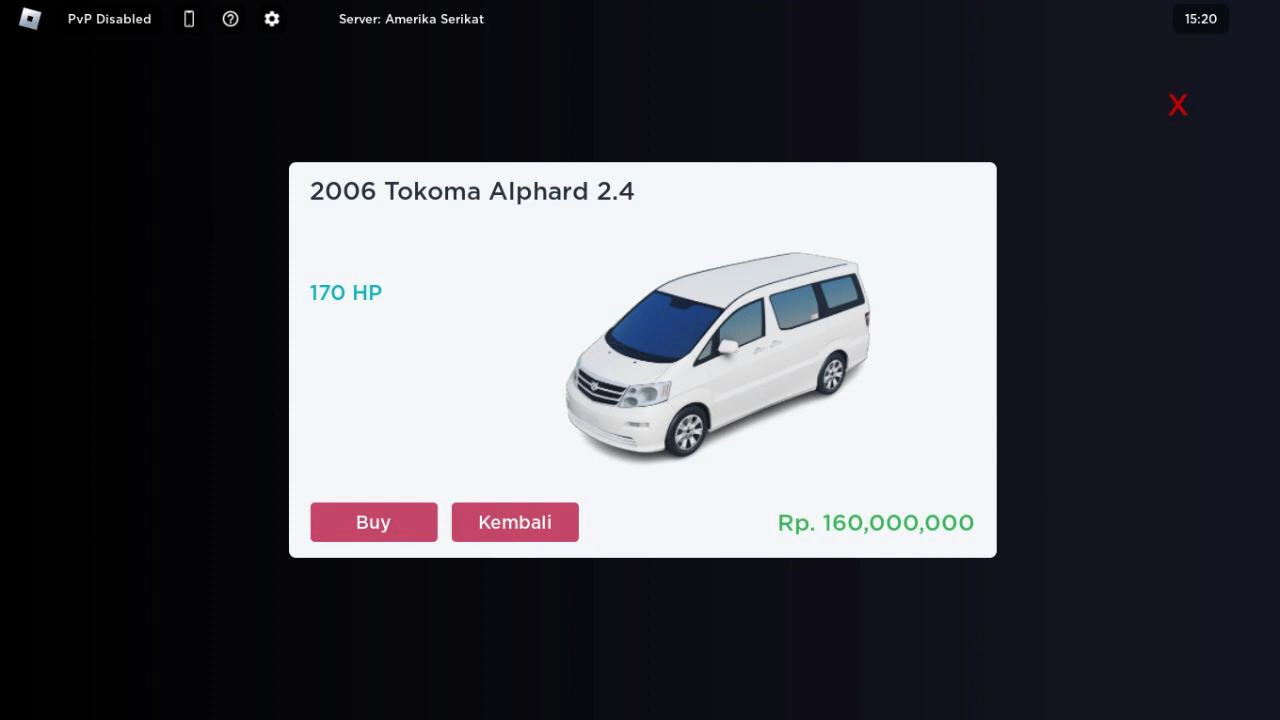 PvP Disabled
Server: Amerika Serikat
15:20
X
2006 Tokoma Alphard 2.4
170 HP
Buy
Kembali
Rp. 160,000,000